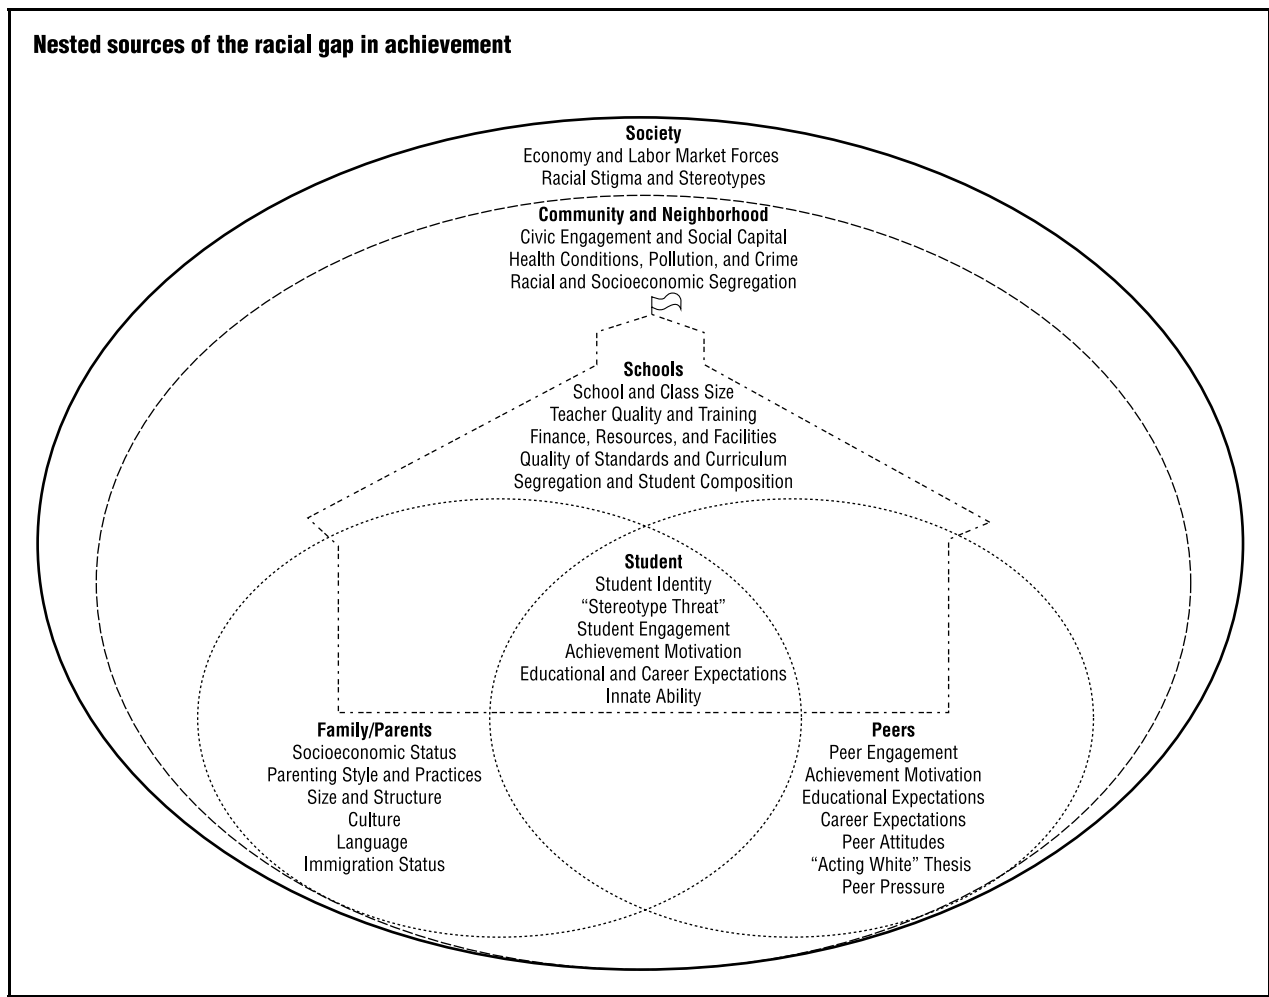 Nested sources of the racial gap in achievement
Society
Economy and Labor Market Forces
Racial Stigma and Stereotypes
Community and Neighborhood
Civic Engagement and Social Capital
Health Conditions, Pollution, and Crime
Racial and Socioeconomic Segregation
Schools
School and Class Size
Teacher Quality and Training
Finance, Resources, and Facilities
Quality of Standards and Curriculum
Segregation and Student Composition
Student
Student Identity
“Stereotype Threat”
Student Engagement
Achievement Motivation
Educational and Career Expectations
Innate Ability
Family/Parents
Socioeconomic Status
Parenting Style and Practices
Size and Structure
Culture
Language
Immigration Status
Peers
Peer Engagement
Achievement Motivation
Educational Expectations
Career Expectations
Peer Attitudes
“Acting White” Thesis
Peer Pressure